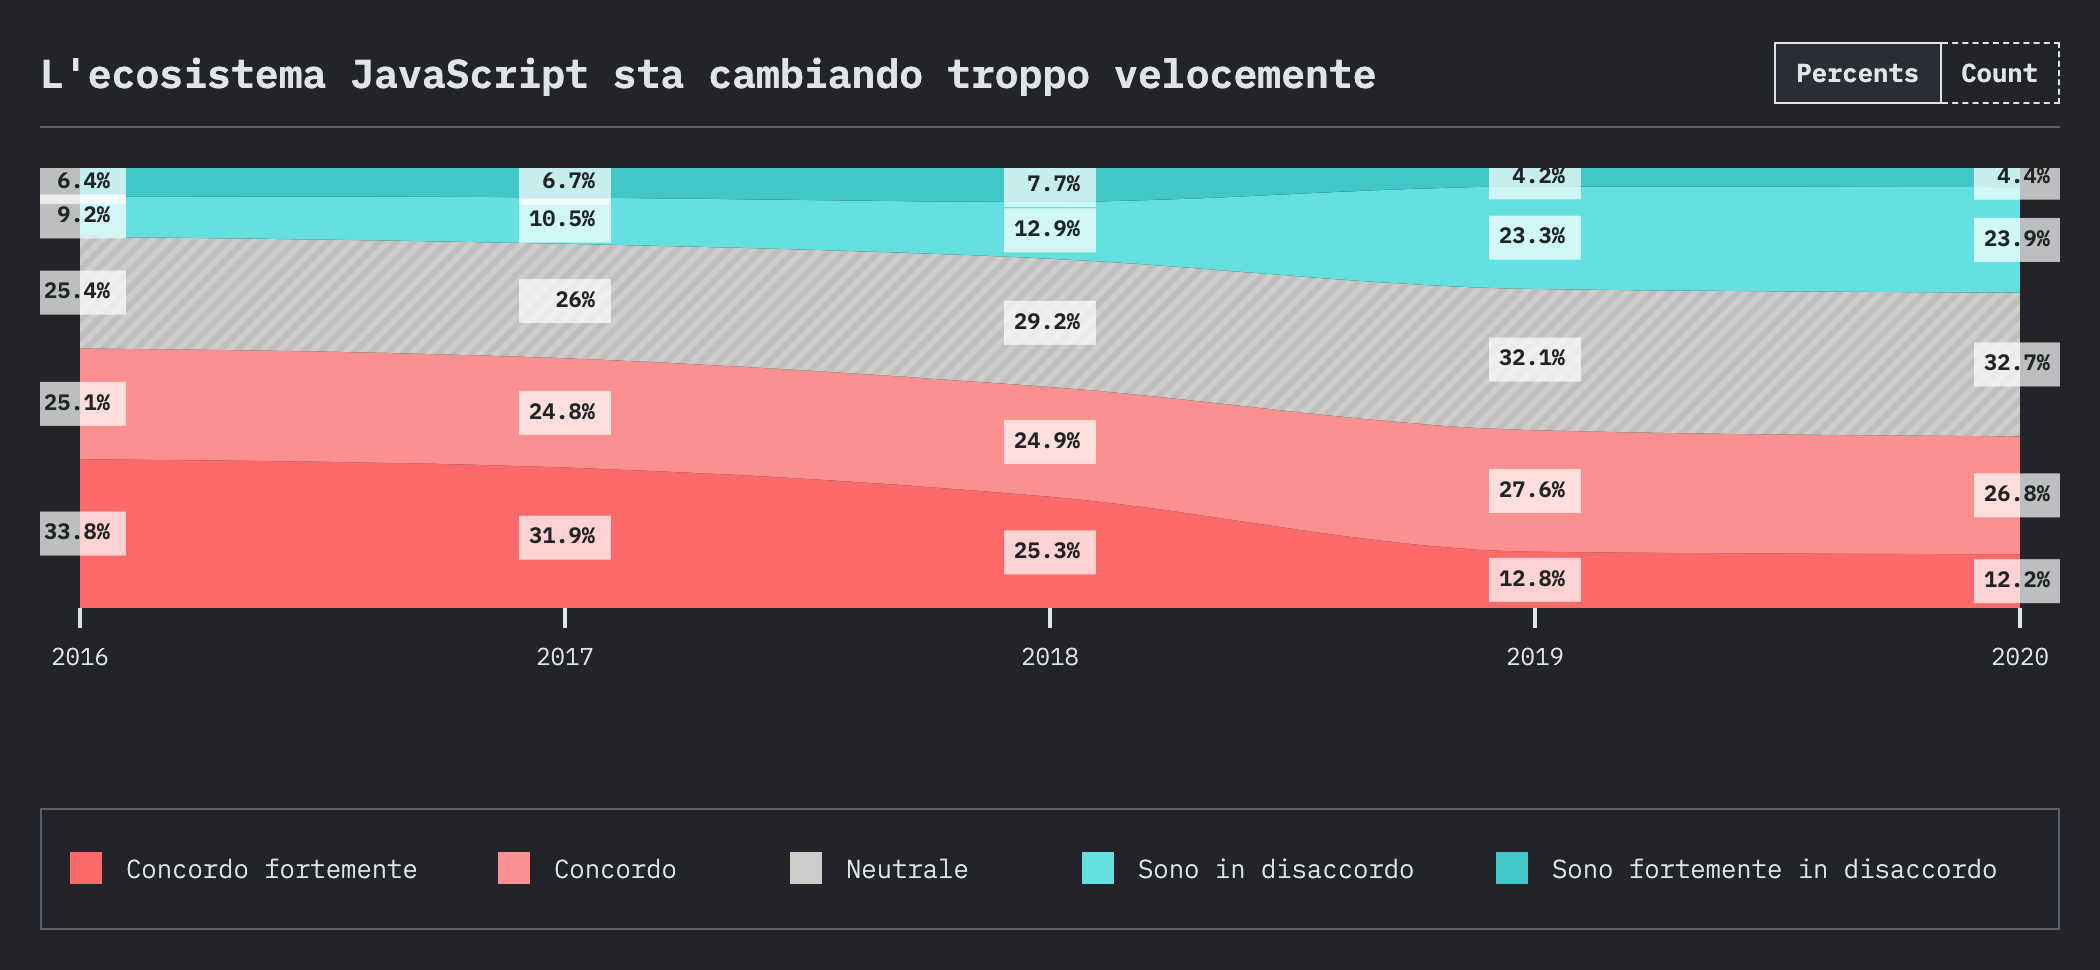 L'ecosistema JavaScript sta cambiando troppo velocemente
Percents Count
6.4% 6.7% 7.7% 4.2% 4.4%
9.2% 10.5% 12.9% 23.3% 23.9%
25.4% 26% 29.2% 32.1% 32.7%
25.1% 24.8% 24.9% 27.6% 26.8%
33.8% 31.9% 25.3% 12.8% 12.2%
2016 2017 2018 2019 2020
Concordo fortemente Concordo Neutrale Sono in disaccordo Sono fortemente in disaccordo